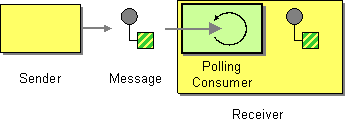 Sender
Message
Polling
Consumer
Receiver